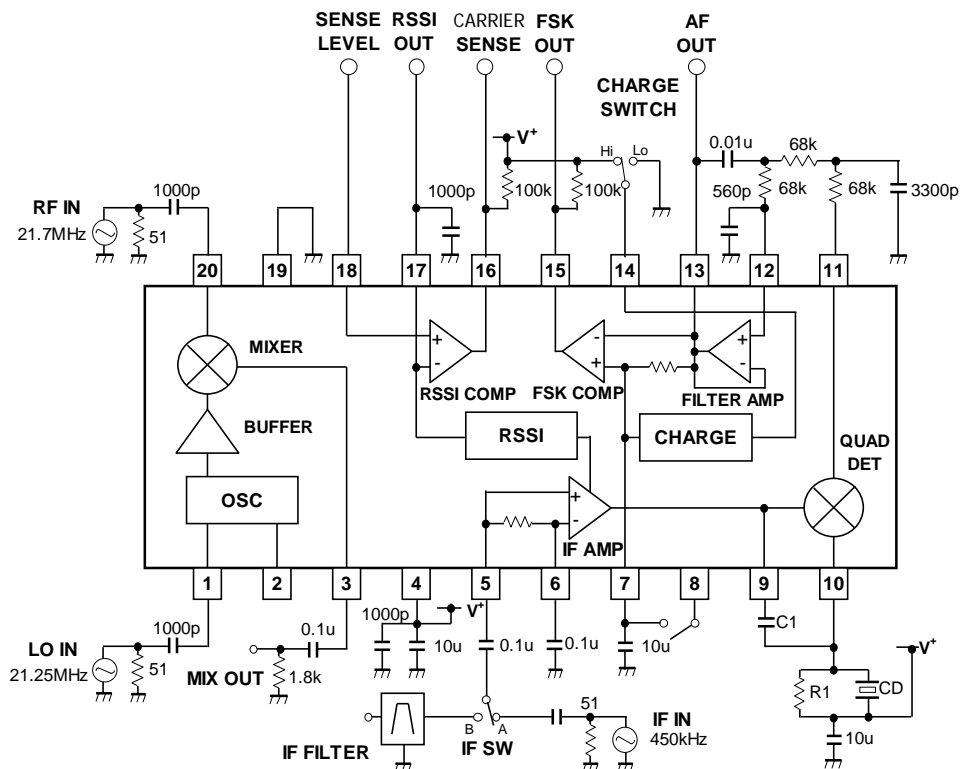 SENSE LEVEL
RSSI OUT
CARRIER SENSE
FSK OUT
AF OUT
CHARGE SWITCH
V+
Hi
Lo
0.01u
68k
1000p
100k
100k
560p
68k
68k
3300p
1000p
RF IN
21.7MHz
51
20
19
18
17
16
15
14
13
12
11
+
-
-
+
+
-
MIXER
RSSI COMP
FSK COMP
FILTER AMP
BUFFER
RSSI
CHARGE
QUAD DET
OSC
+
-
IF AMP
1
2
3
4
5
6
7
8
9
10
1000p
V+
LO IN
21.25MHz
1000p
51
0.1u
MIX OUT
1.8k
10u
0.1u
0.1u
10u
C1
V+
R1
CD
10u
IF FILTER
B
A
IF SW
51
IF IN
450kHz